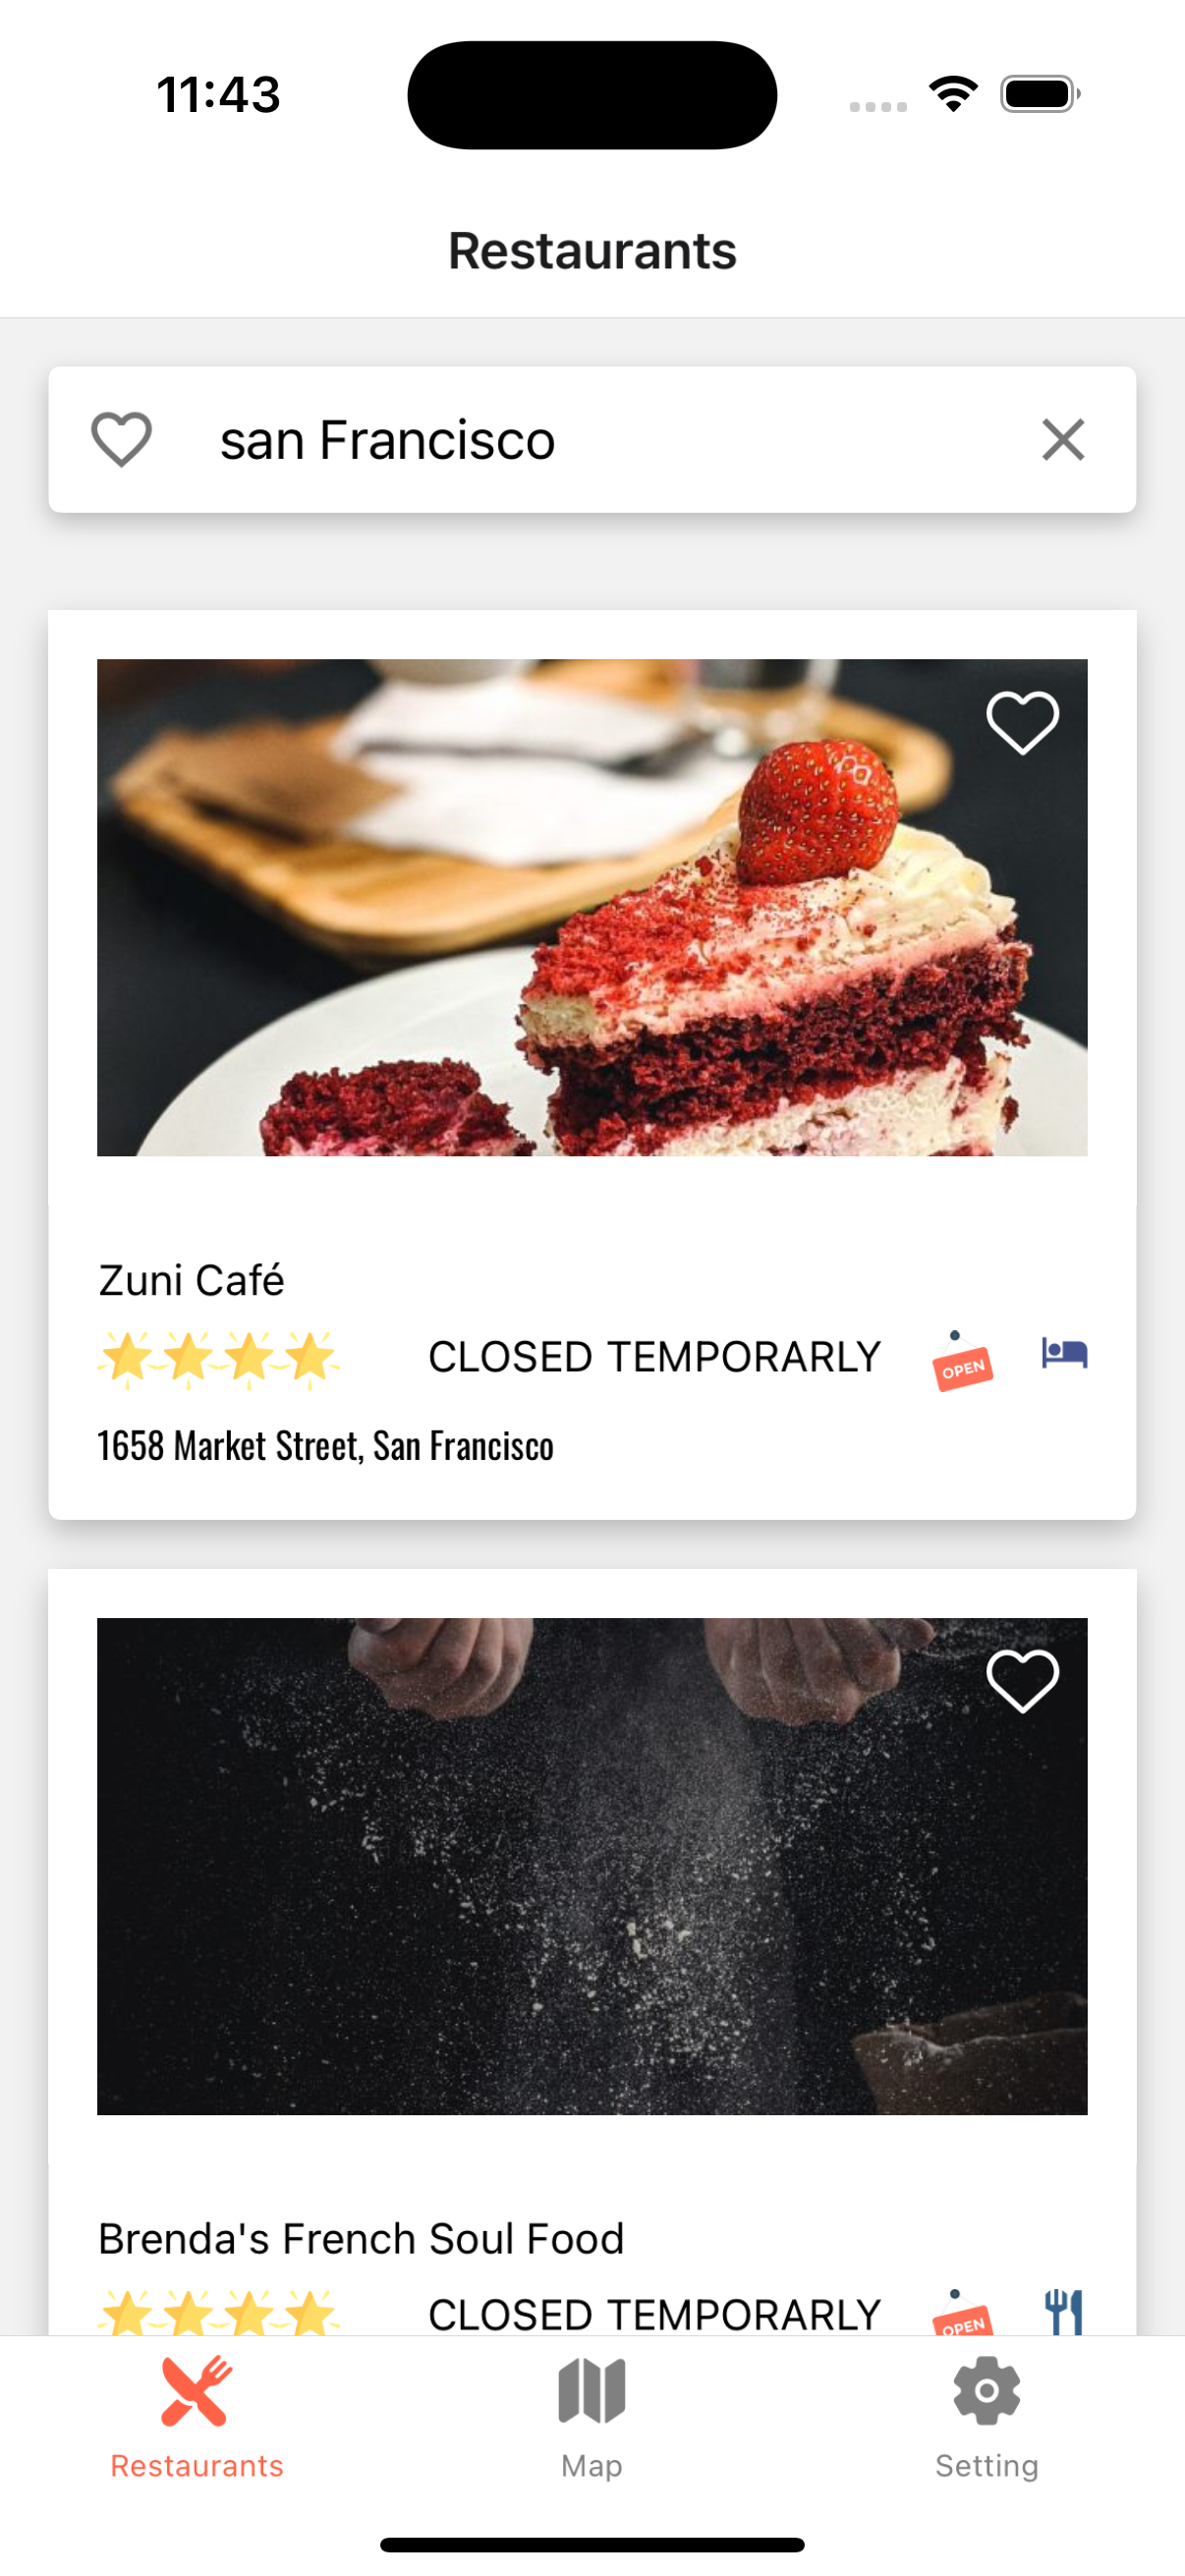 11:43
Restaurants
san Francisco
Zuni Café
CLOSED TEMPORARLY
OPEN
1658 Market Street, San Francisco
Brenda's French Soul Food
CLOSED TEMPORARLY
OPEN
Restaurants
Map
Setting